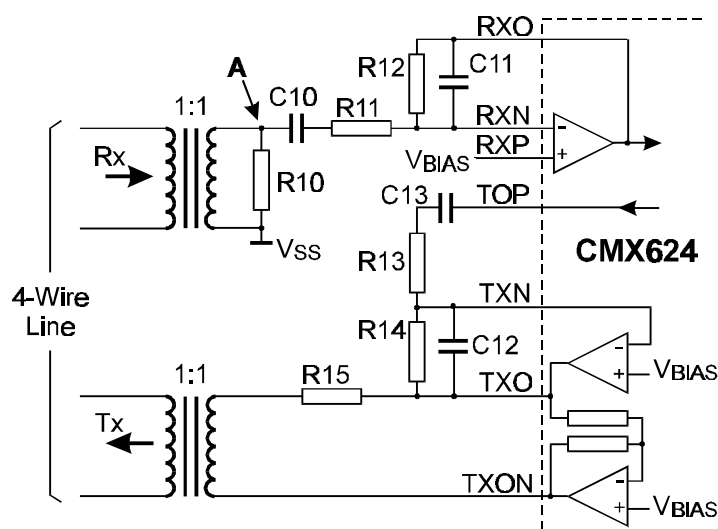 RXO
A
C10
R12
C11
1:1
R11
RXN
-
Rx
RXP
+
VBIAS
R10
C13
TOP
VSS
R13
CMX624
4-Wire
Line
TXN
R14
C12
-
+
VBIAS
1:1
R15
TXO
Tx
-
TXON
+
VBIAS